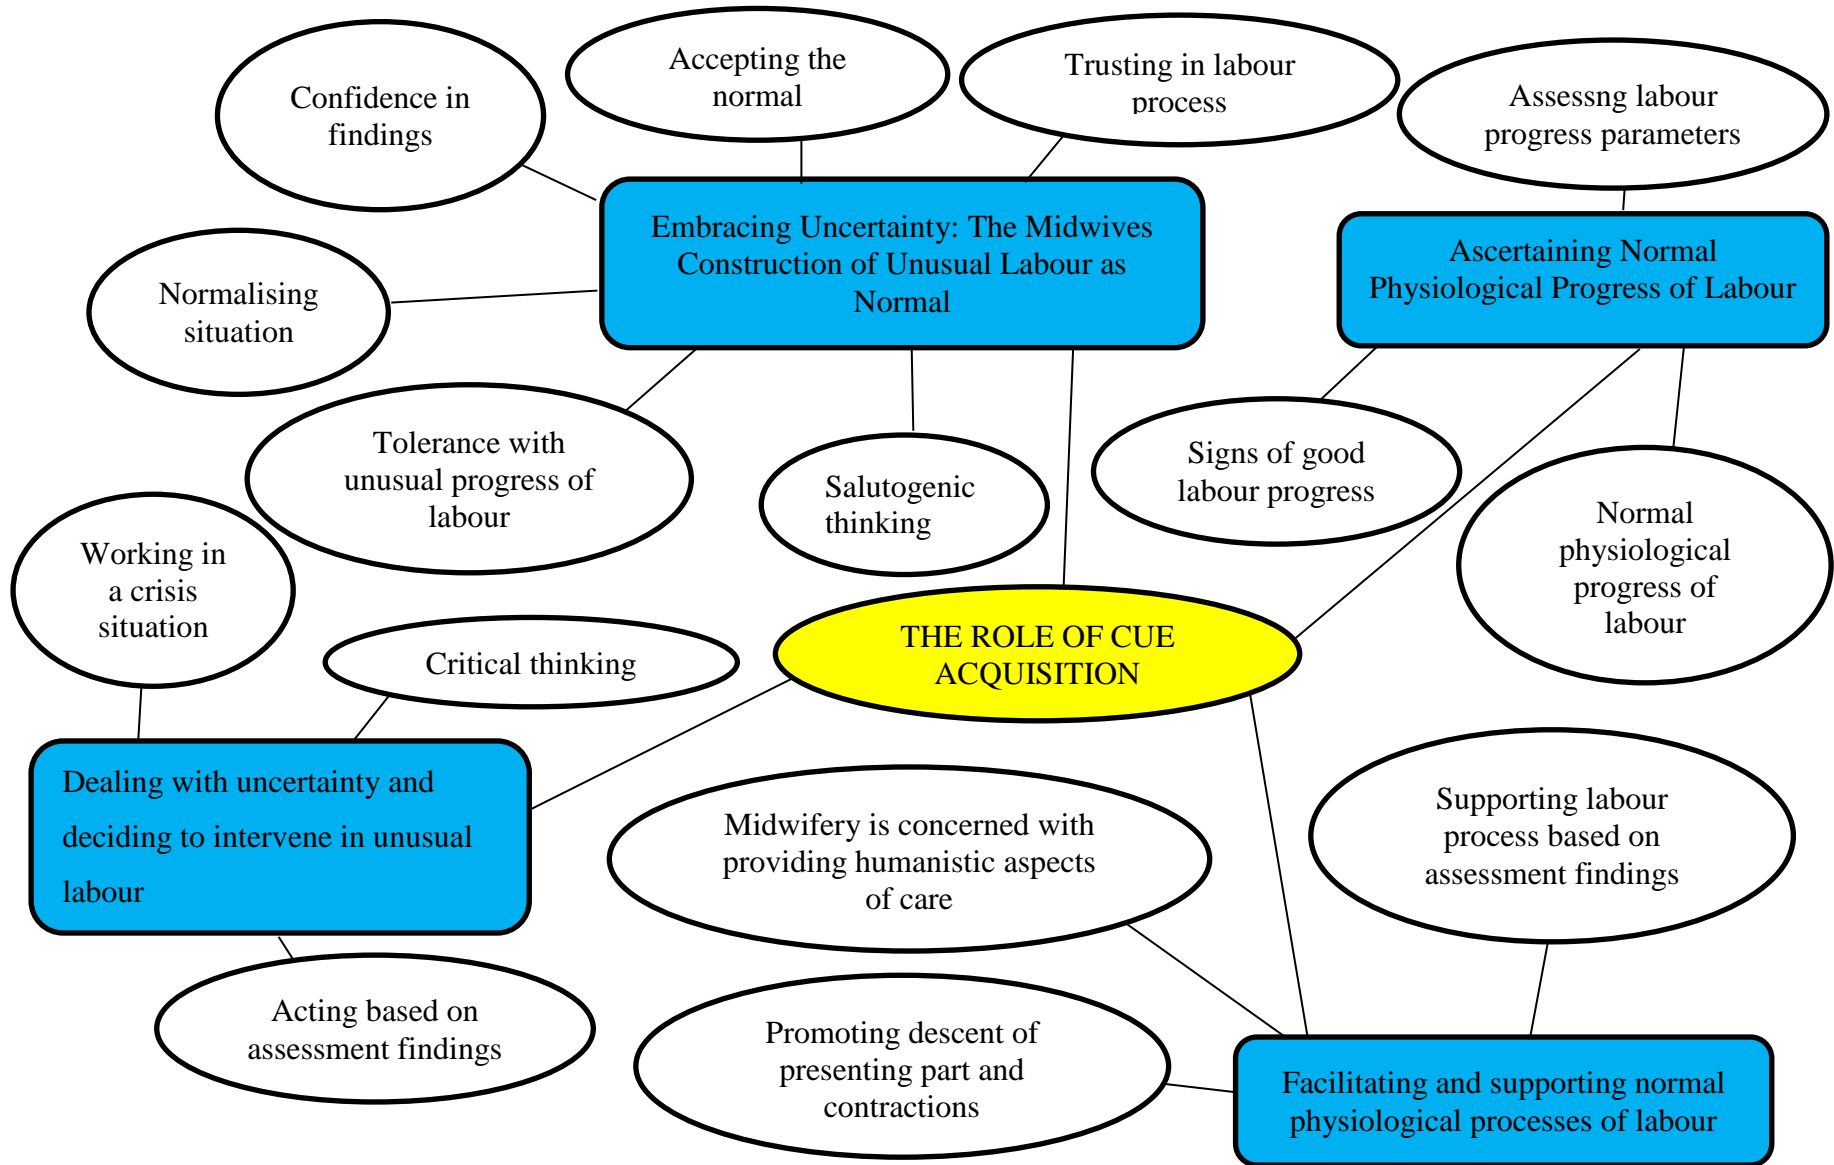 Accepting the
normal
Trusting in labour
process
Confidence in
findings
Assessng labour
progress parameters
Embracing Uncertainty: The Midwives
Construction of Unusual Labour as
Normal
Ascertaining Normal
Physiological Progress of Labour
Normalising
situation
Tolerance with
unusual progress of
labour
Salutogenic
thinking
Signs of good
labour progress
Normal
physiological
progress of
labour
Working in
a crisis
situation
Critical thinking
THE ROLE OF CUE
ACQUISITION
Dealing with uncertainty and
deciding to intervene in unusual
labour
Midwifery is concerned with
providing humanistic aspects
of care
Supporting labour
process based on
assessment findings
Acting based on
assessment findings
Promoting descent of
presenting part and
contractions
Facilitating and supporting normal
physiological processes of labour